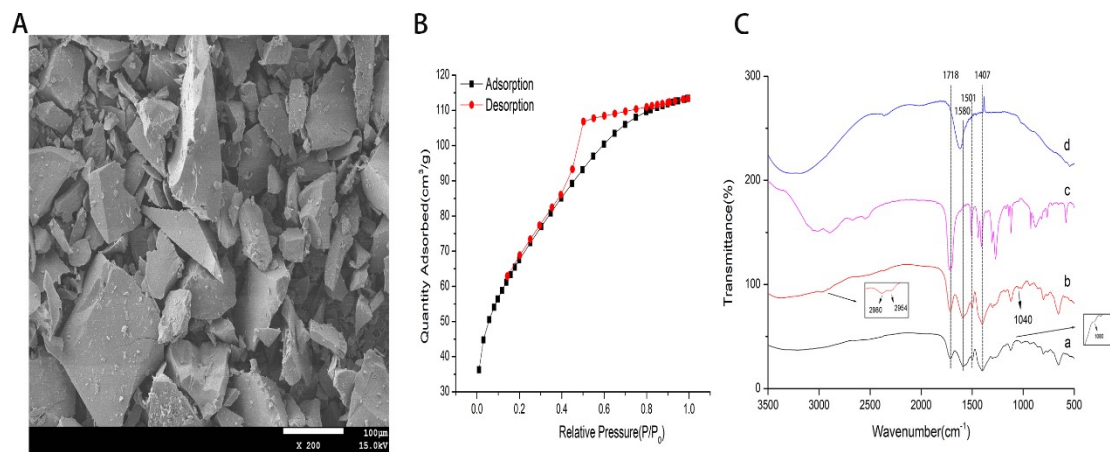 A
100μm
X 200
15.0kV
B
Adsorption
Desorption
Quantity Adsorbed(cm³/g)
120
110
100
90
80
70
60
50
40
30
0.0 0.2 0.4 0.6 0.8 1.0
Relative Pressure(P/P₀)
C
1718
1580
1501
1407
Transmittance(%)
300
200
100
0
d
c
b
a
2980
2954
1040
3500 3000 2500 2000 1500 1000 500
Wavenumber(cm⁻¹)